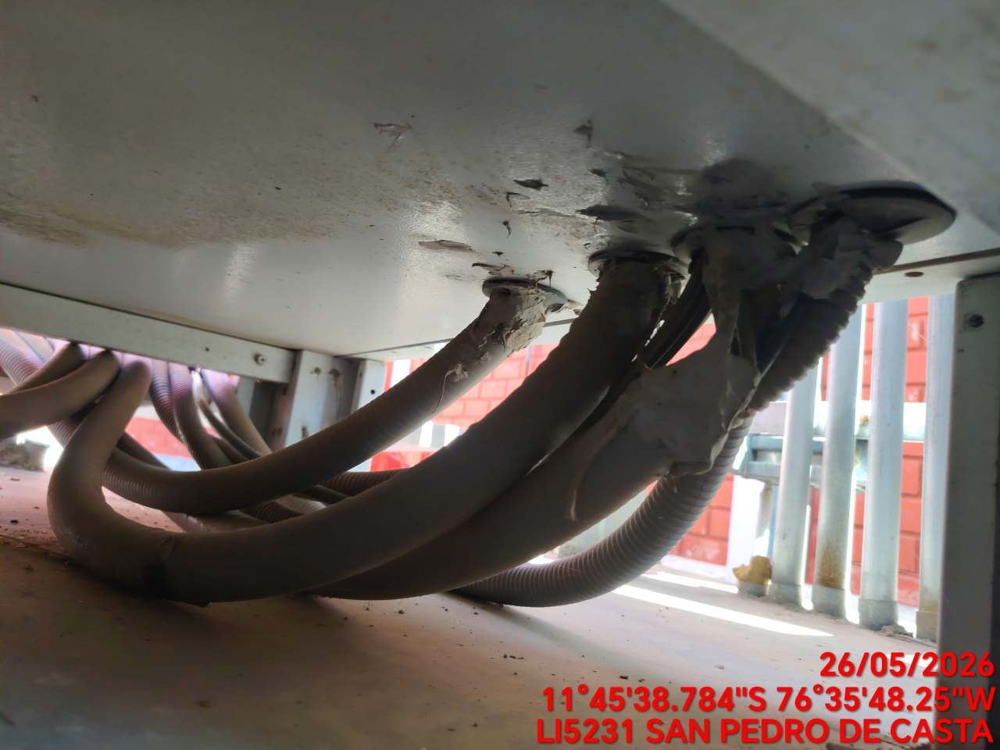 26/05/2026
11°45'38.784"S 76°35'48.25"W
LI5231 SAN PEDRO DE CASTA